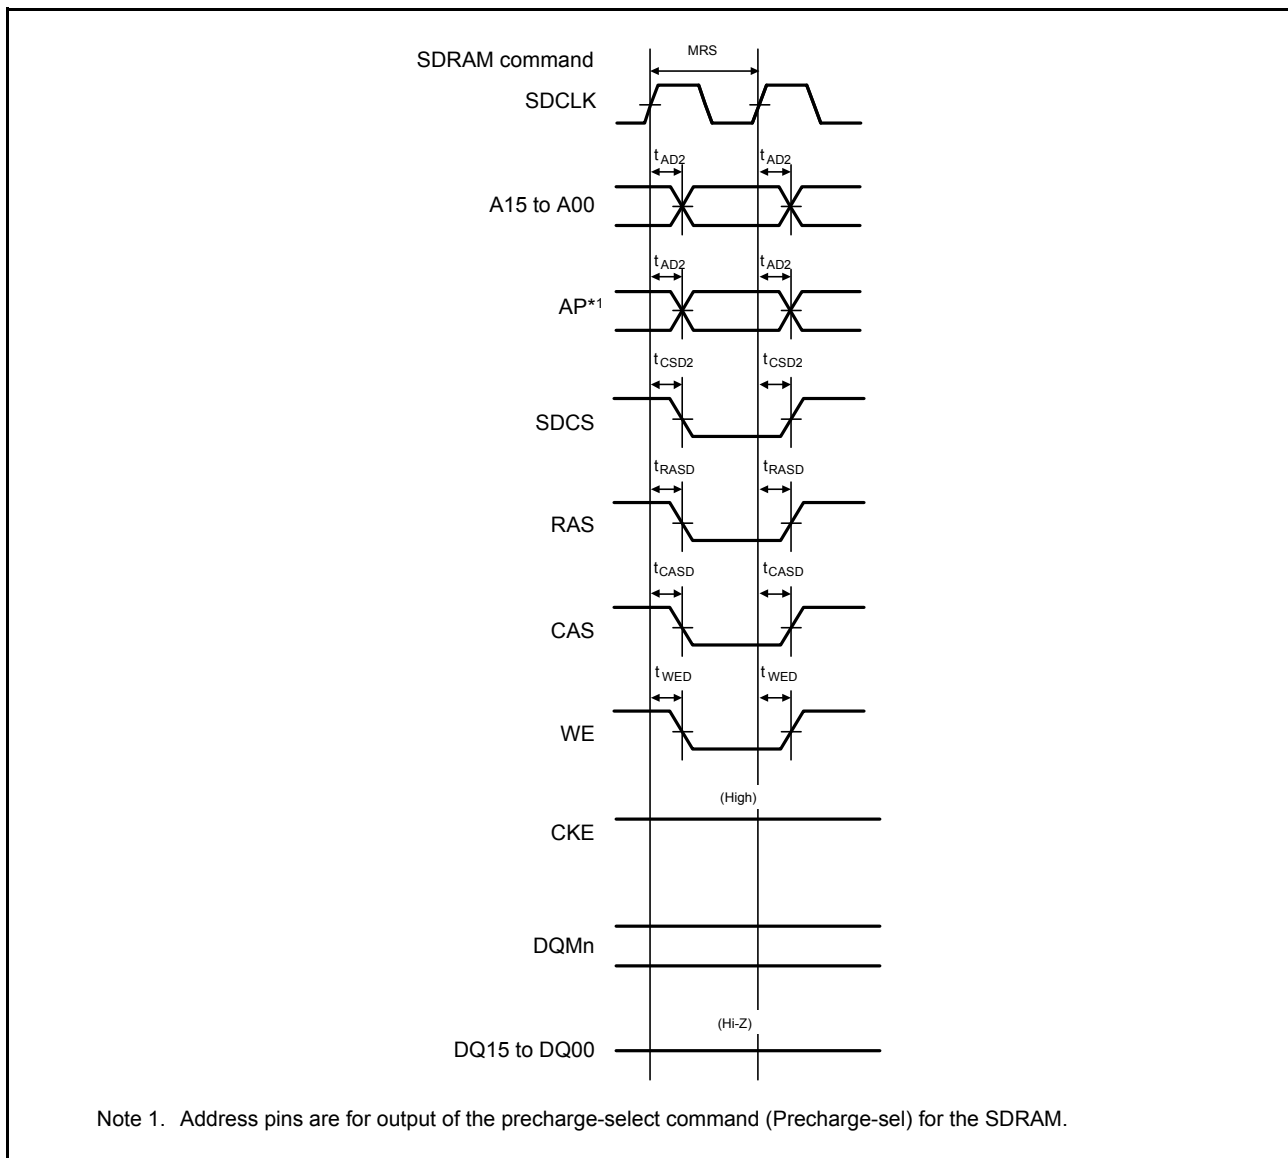 MRS
SDRAM command
SDCLK
tAD2 tAD2
A15 to A00
tAD2 tAD2
AP*1
tCSD2 tCSD2
SDCS
tRASD tRASD
RAS
tCASD tCASD
CAS
tWED tWED
WE
(High)
CKE
DQMn
(Hi-Z)
DQ15 to DQ00
Note 1. Address pins are for output of the precharge-select command (Precharge-sel) for the SDRAM.